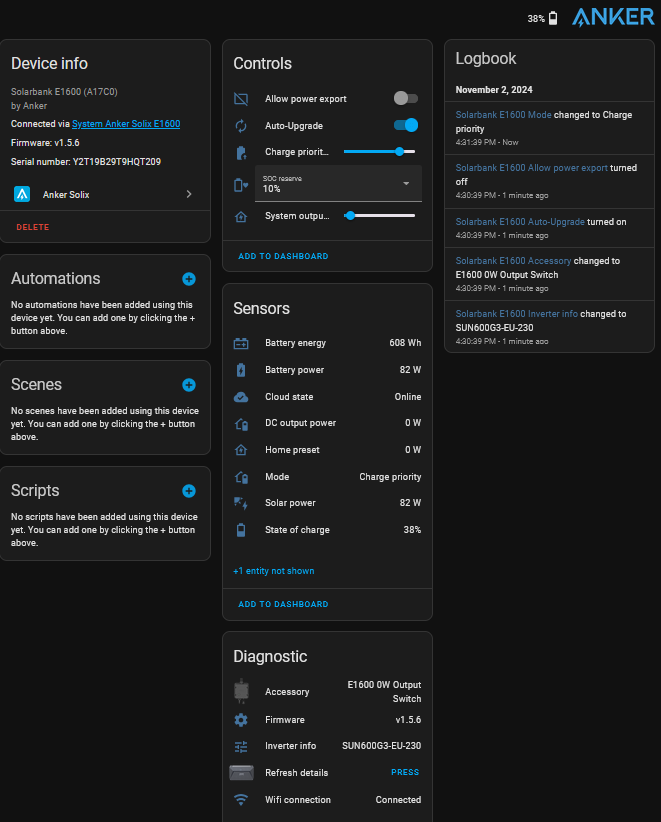 38%
ANKER
Device info
Solarbank E1600 (A17C0)
by Anker
Connected via System Anker Solix E1600
Firmware: v1.5.6
Serial number: Y2T19B29T9HQT209
Anker Solix
DELETE
Automations
No automations have been added using this
device yet. You can add one by clicking the +
button above.
Scenes
No scenes have been added using this device
yet. You can add one by clicking the + button
above.
Scripts
No scripts have been added using this device
yet. You can add one by clicking the + button
above.
Controls
Allow power export
Auto-Upgrade
Charge priorit...
SOC reserve
10%
System outpu...
ADD TO DASHBOARD
Sensors
Battery energy 608 Wh
Battery power 82 W
Cloud state Online
DC output power 0 W
Home preset 0 W
Mode Charge priority
Solar power 82 W
State of charge 38%
+1 entity not shown
ADD TO DASHBOARD
Diagnostic
Accessory E1600 0W Output
Switch
Firmware v1.5.6
Inverter info SUN600G3-EU-230
Refresh details PRESS
Wifi connection Connected
Logbook
November 2, 2024
Solarbank E1600 Mode changed to Charge
priority
4:31:39 PM - Now
Solarbank E1600 Allow power export turned
off
4:30:39 PM - 1 minute ago
Solarbank E1600 Auto-Upgrade turned on
4:30:39 PM - 1 minute ago
Solarbank E1600 Accessory changed to
E1600 0W Output Switch
4:30:39 PM - 1 minute ago
Solarbank E1600 Inverter info changed to
SUN600G3-EU-230
4:30:39 PM - 1 minute ago